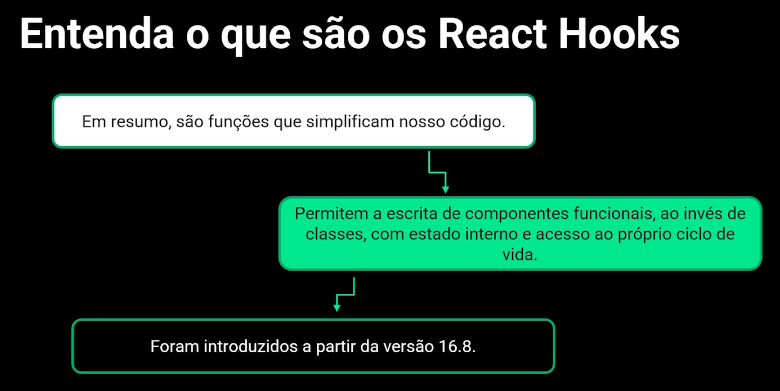 Entenda o que são os React Hooks
Em resumo, são funções que simplificam nosso código.
Permitem a escrita de componentes funcionais, ao invés de
classes, com estado interno e acesso ao próprio ciclo de
vida.
Foram introduzidos a partir da versão 16.8.